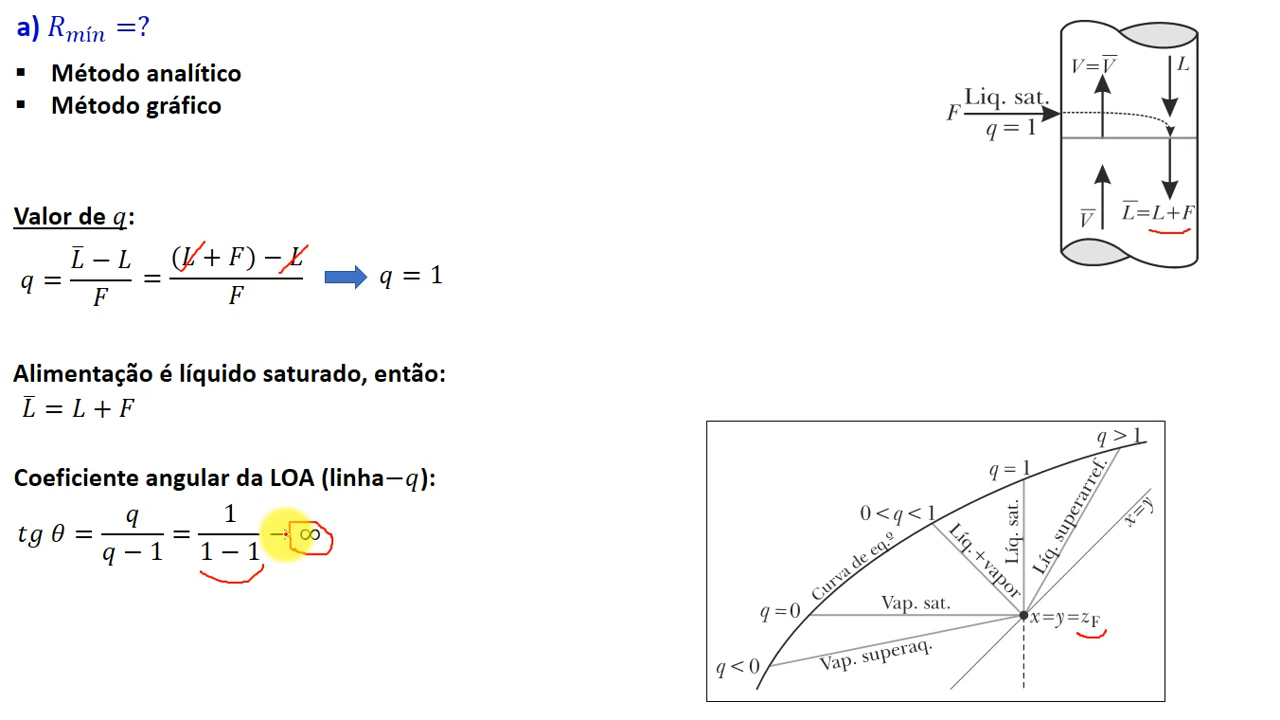 a) R_mín =?
▪ Método analítico
▪ Método gráfico
Valor de q:
q = (L̄ − L)/F = ((L + F) − L)/F ⇒ q = 1
Alimentação é líquido saturado, então:
L̄ = L + F
Coeficiente angular da LOA (linha−q):
tg θ = q/(q − 1) = 1/(1 − 1) → ∞
V=V̄
L
F
Liq. sat.
q = 1
V̄
L̄=L+F
q > 1
q = 1
0 < q < 1
q = 0
q < 0
Curva de eq.º
Líq.+vapor
Líq. sat.
Líq. superarref.
x=y
Vap. sat.
x=y=z_F
Vap. superaq.